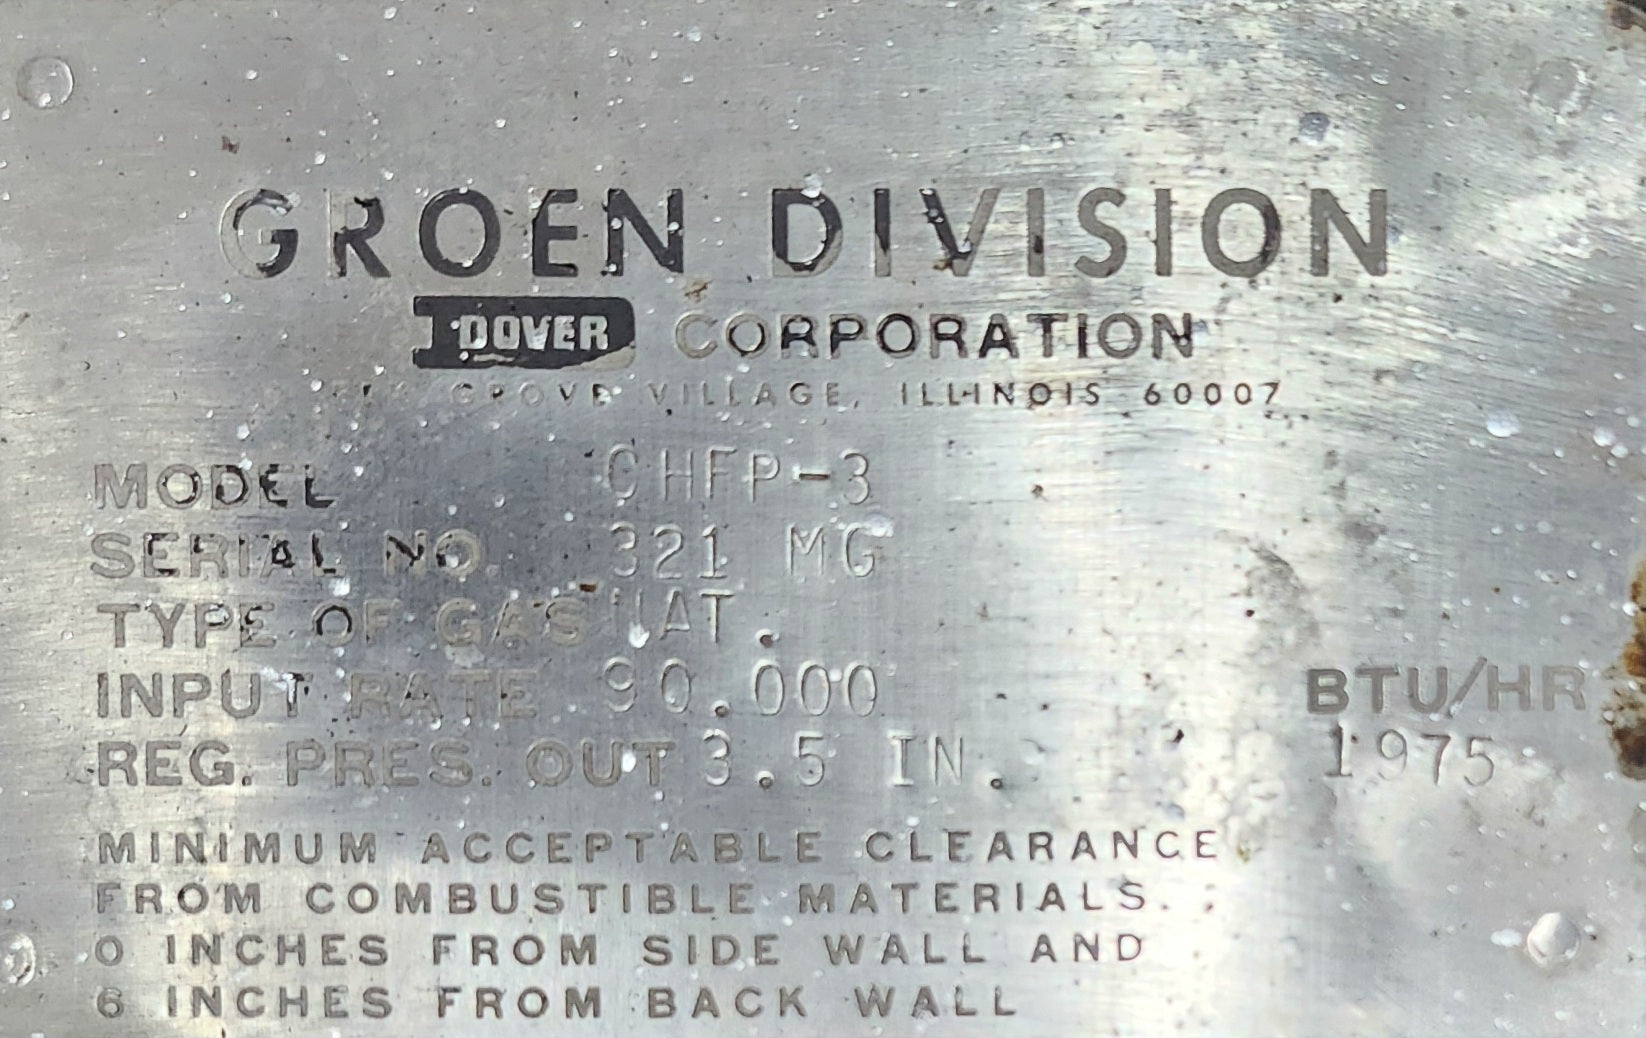 GROEN DIVISION
DOVER CORPORATION
GROVE VILLAGE, ILLINOIS 60007
MODEL CHFP-3
SERIAL NO. 321 MG
TYPE OF GAS NAT.
INPUT RATE 90.000 BTU/HR
REG. PRES. OUT 3.5 IN. 1975
MINIMUM ACCEPTABLE CLEARANCE
FROM COMBUSTIBLE MATERIALS.
0 INCHES FROM SIDE WALL AND
6 INCHES FROM BACK WALL